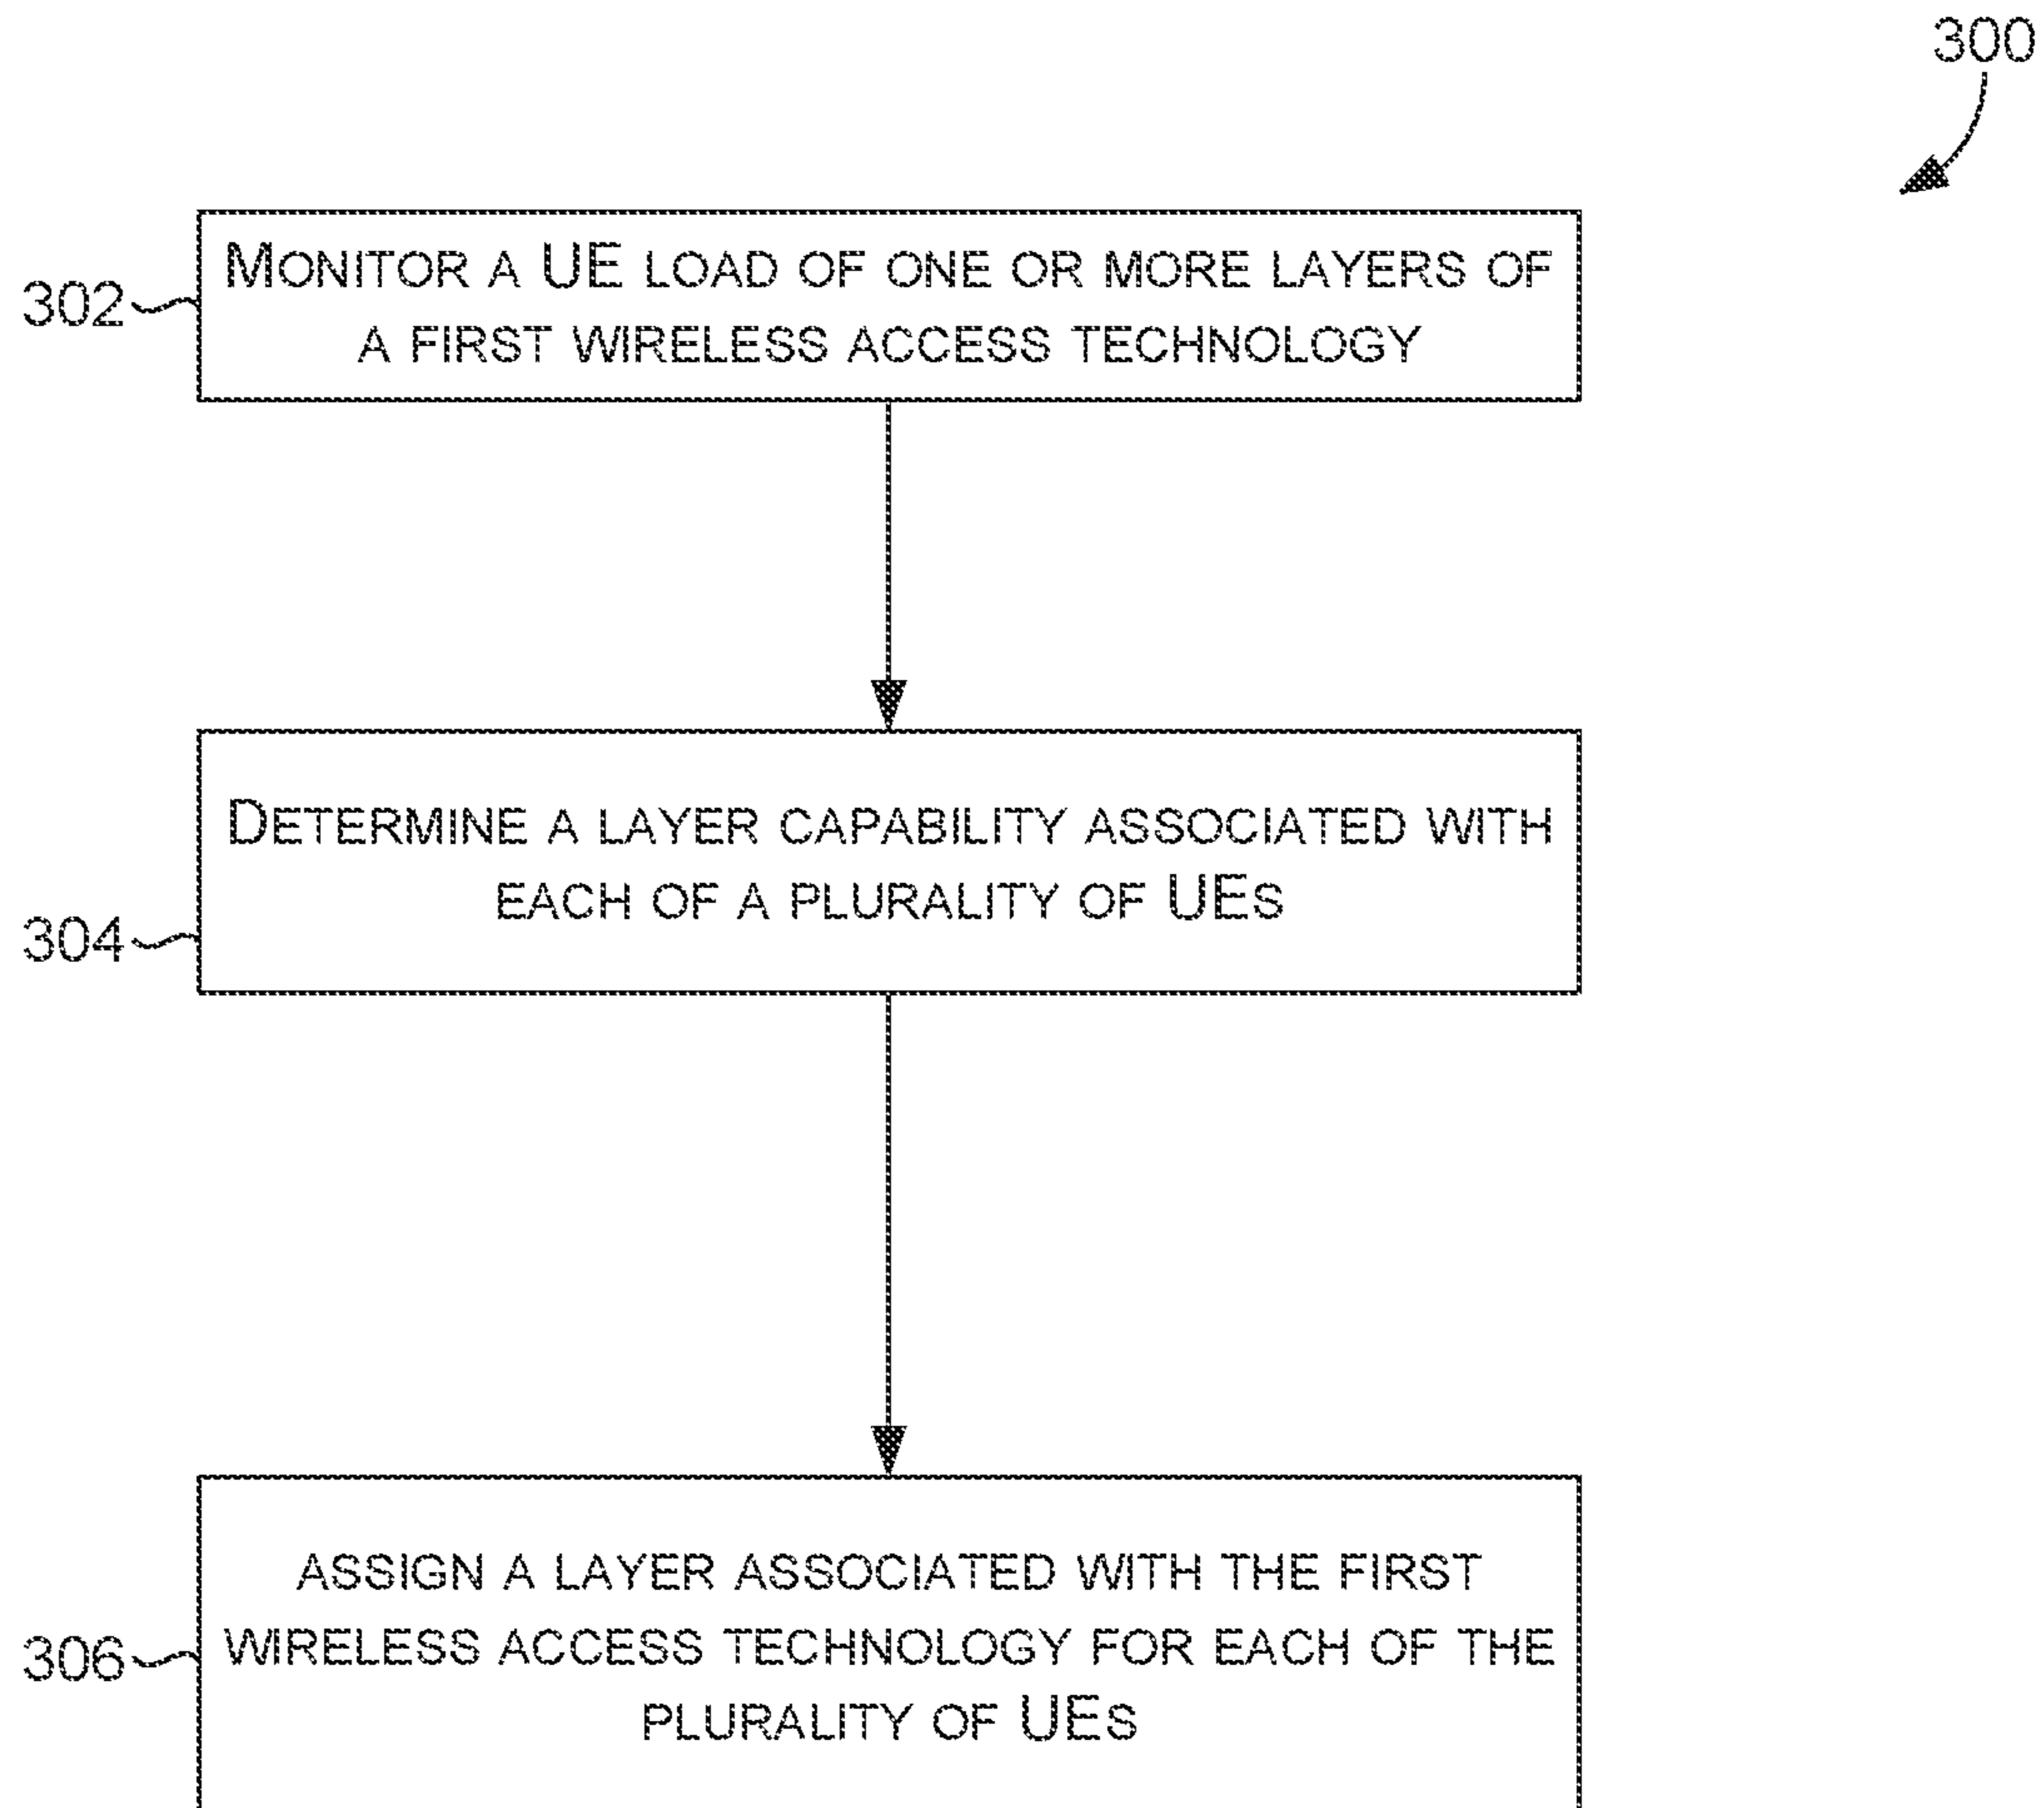 300
302
MONITOR A UE LOAD OF ONE OR MORE LAYERS OF
A FIRST WIRELESS ACCESS TECHNOLOGY
304
DETERMINE A LAYER CAPABILITY ASSOCIATED WITH
EACH OF A PLURALITY OF UES
306
ASSIGN A LAYER ASSOCIATED WITH THE FIRST
WIRELESS ACCESS TECHNOLOGY FOR EACH OF THE
PLURALITY OF UES